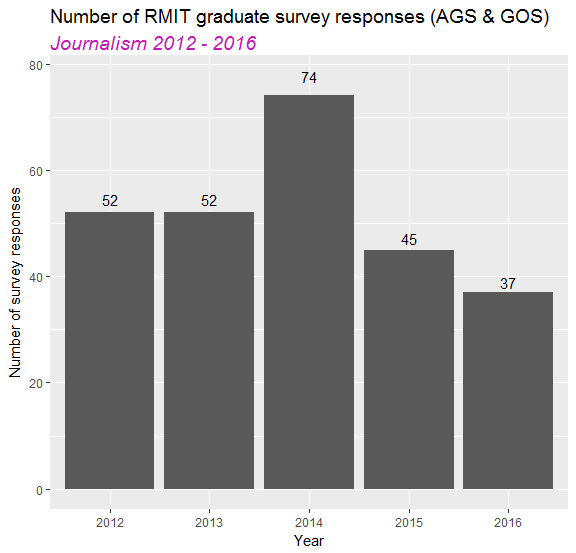 Number of RMIT graduate survey responses (AGS & GOS)
Journalism 2012 - 2016
80
74
60
52
52
45
40
37
20
0
Number of survey responses
2012 2013 2014 2015 2016
Year